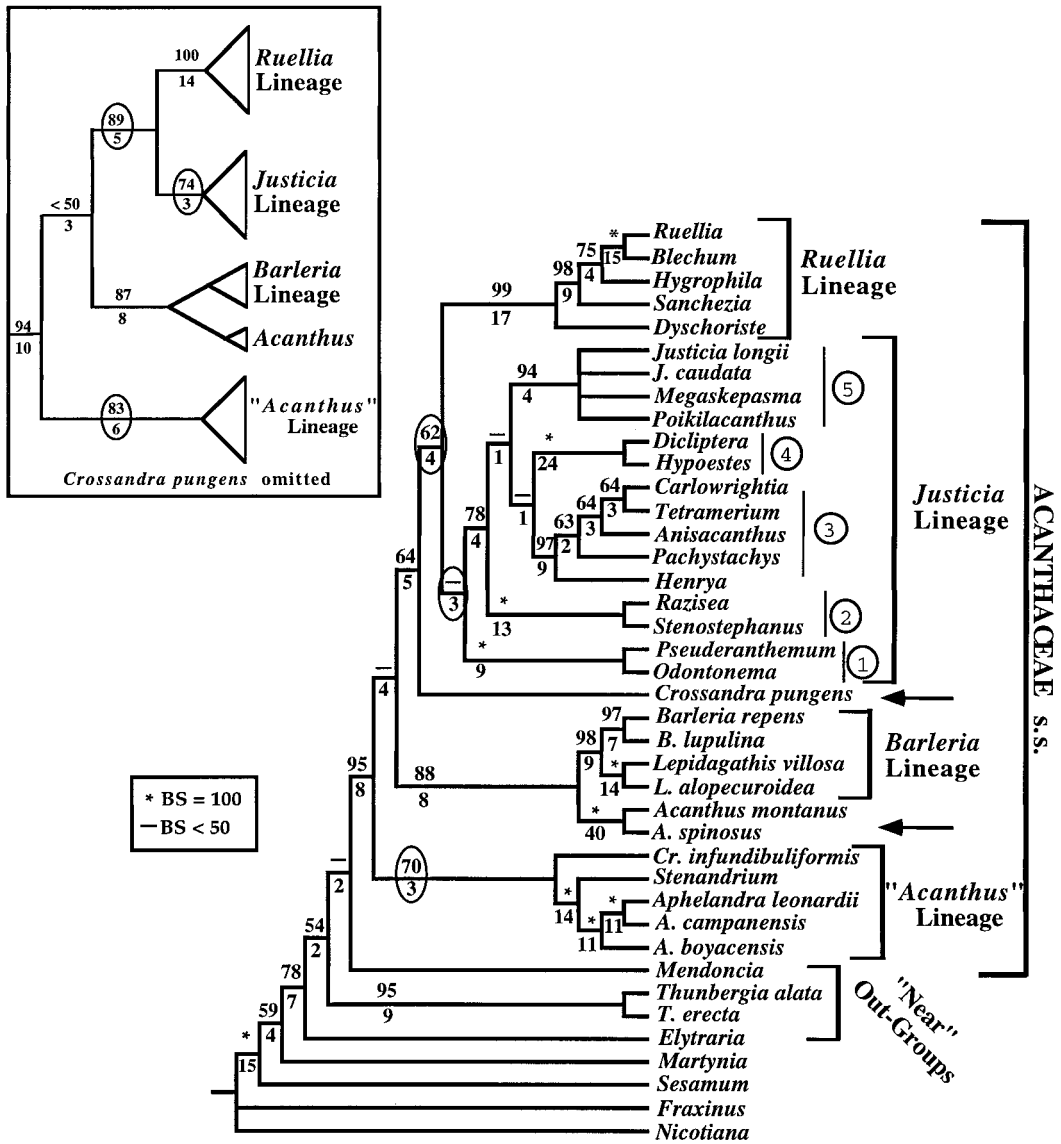 100
14
Ruellia
Lineage
89
5
74
3
Justicia
Lineage
< 50
3
87
8
Barleria
Lineage
Acanthus
94
10
83
6
"Acanthus"
Lineage
Crossandra pungens omitted
* BS = 100
— BS < 50
Ruellia
Blechum
Hygrophila
Sanchezia
Dyschoriste
Justicia longii
J. caudata
Megaskepasma
Poikilacanthus
Dicliptera
Hypoestes
Carlowrightia
Tetramerium
Anisacanthus
Pachystachys
Henrya
Razisea
Stenostephanus
Pseuderanthemum
Odontonema
Crossandra pungens
Barleria repens
B. lupulina
Lepidagathis villosa
L. alopecuroidea
Acanthus montanus
A. spinosus
Cr. infundibuliformis
Stenandrium
Aphelandra leonardii
A. campanensis
A. boyacensis
Mendoncia
Thunbergia alata
T. erecta
Elytraria
Martynia
Sesamum
Fraxinus
Nicotiana
*
15
75
4
98
9
99
17
94
4
*
24
64
3
64
3
63
2
97
9
—
1
—
1
*
13
78
4
*
9
—
3
62
4
64
5
97
7
*
14
98
9
*
40
88
8
—
4
*
11
*
11
*
14
70
3
95
8
—
2
95
9
54
2
78
7
59
4
*
15
5
4
3
2
1
Ruellia
Lineage
Justicia
Lineage
Barleria
Lineage
"Acanthus"
Lineage
"Near"
Out-Groups
ACANTHACEAE s.s.